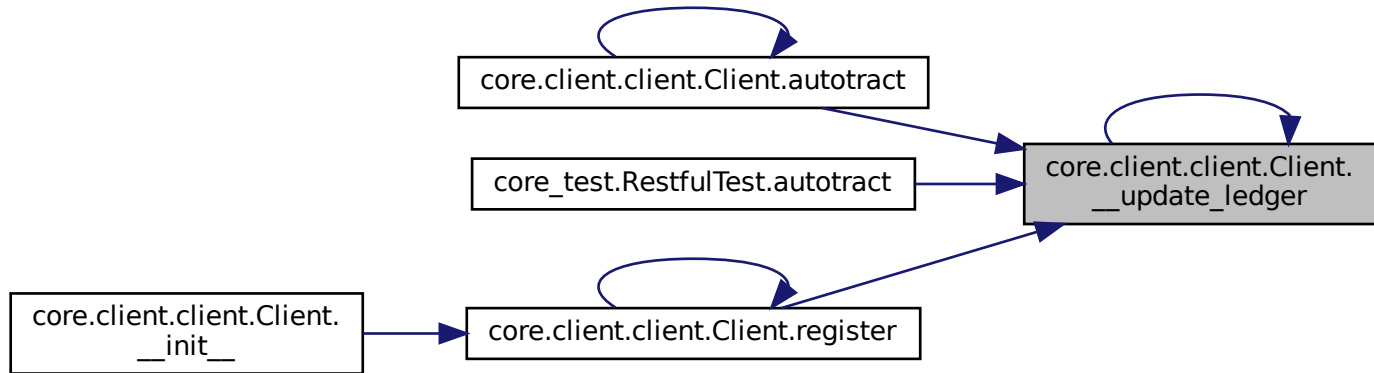 core.client.client.Client.autotract
core.client.client.Client.
__update_ledger
core_test.RestfulTest.autotract
core.client.client.Client.
__init__
core.client.client.Client.register